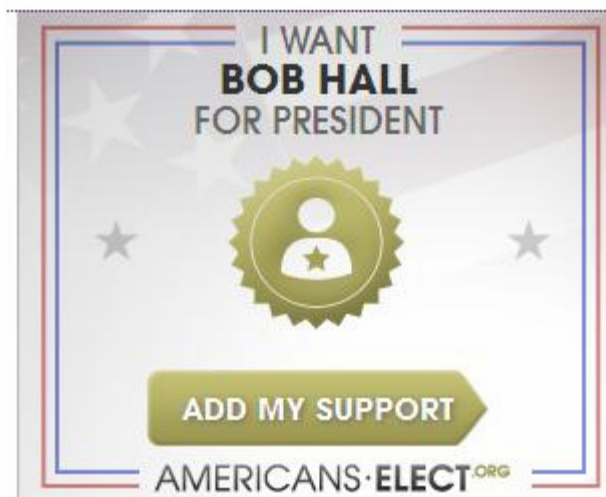 I WANT
BOB HALL
FOR PRESIDENT
ADD MY SUPPORT
AMERICANS·ELECT.ORG